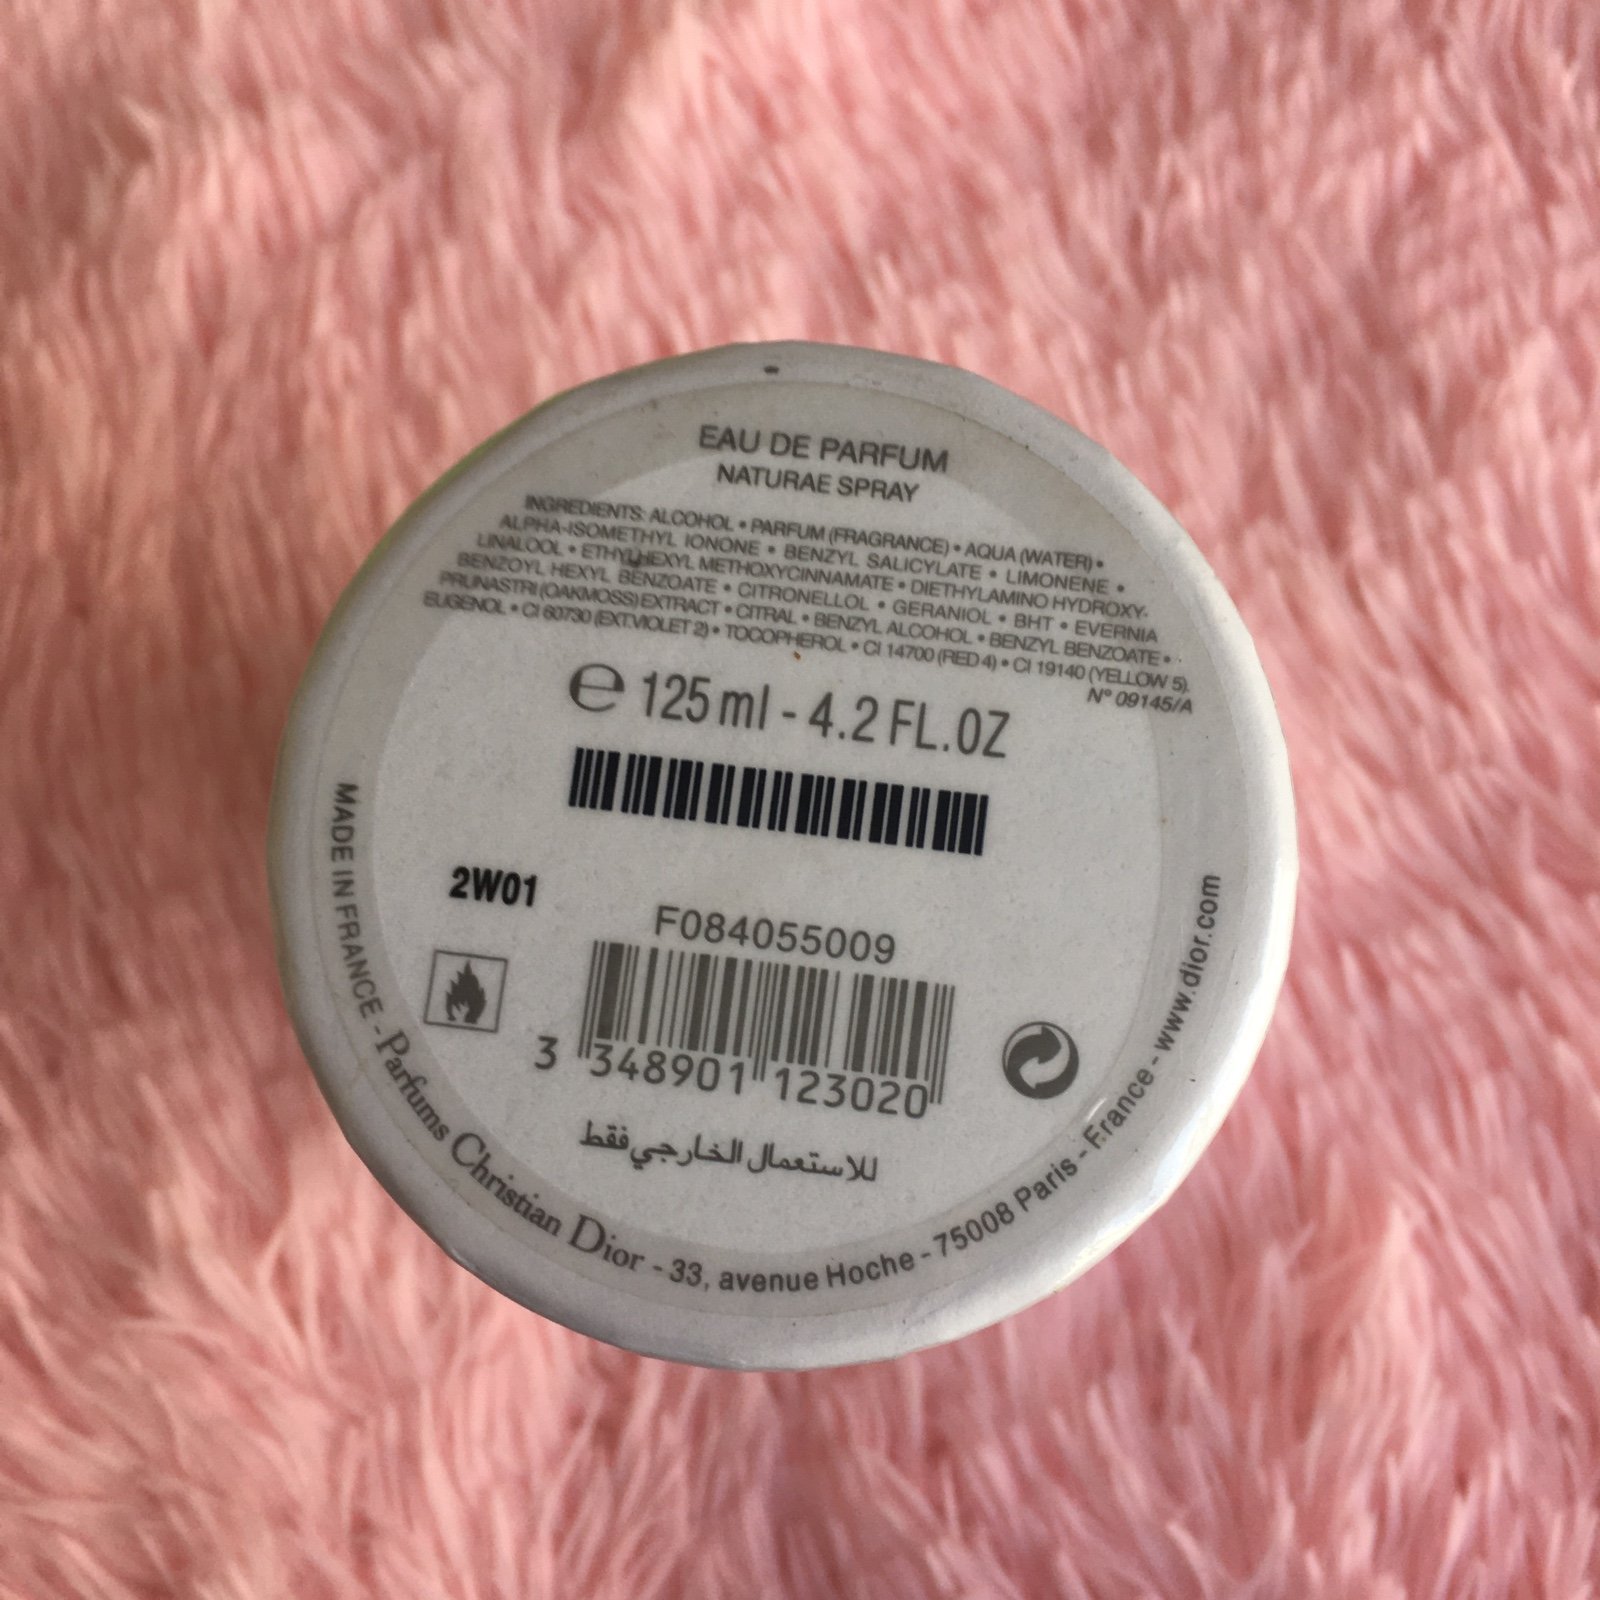 EAU DE PARFUM
NATURAE SPRAY
INGREDIENTS: ALCOHOL • PARFUM (FRAGRANCE) • AQUA (WATER) •
ALPHA-ISOMETHYL IONONE • BENZYL SALICYLATE • LIMONENE •
LINALOOL • ETHYLHEXYL METHOXYCINNAMATE • DIETHYLAMINO HYDROXY-
BENZOYL HEXYL BENZOATE • CITRONELLOL • GERANIOL • BHT • EVERNIA
PRUNASTRI (OAKMOSS) EXTRACT • CITRAL • BENZYL ALCOHOL • BENZYL BENZOATE •
EUGENOL • CI 60730 (EXT.VIOLET 2) • TOCOPHEROL • CI 14700 (RED 4) • CI 19140 (YELLOW 5).
N° 09145/A
℮ 125 ml - 4.2 FL.OZ
2W01
F084055009
3 348901 123020
للاستعمال الخارجي فقط
MADE IN FRANCE - Parfums Christian Dior - 33, avenue Hoche - 75008 Paris - France - www.dior.com